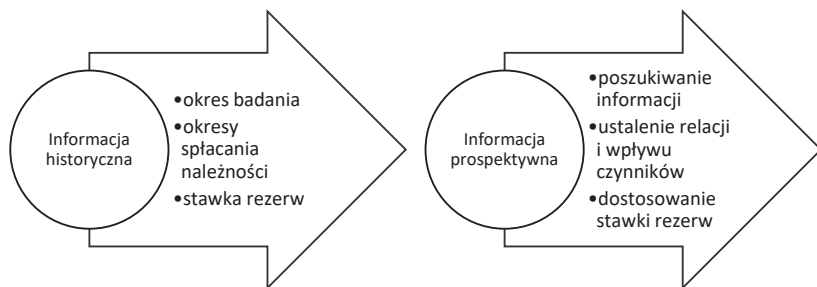 Informacja
historyczna
•okres badania
•okresy
spłacania
należności
•stawka rezerw
Informacja
prospektywna
•poszukiwanie
informacji
•ustalenie relacji
i wpływu
czynników
•dostosowanie
stawki rezerw